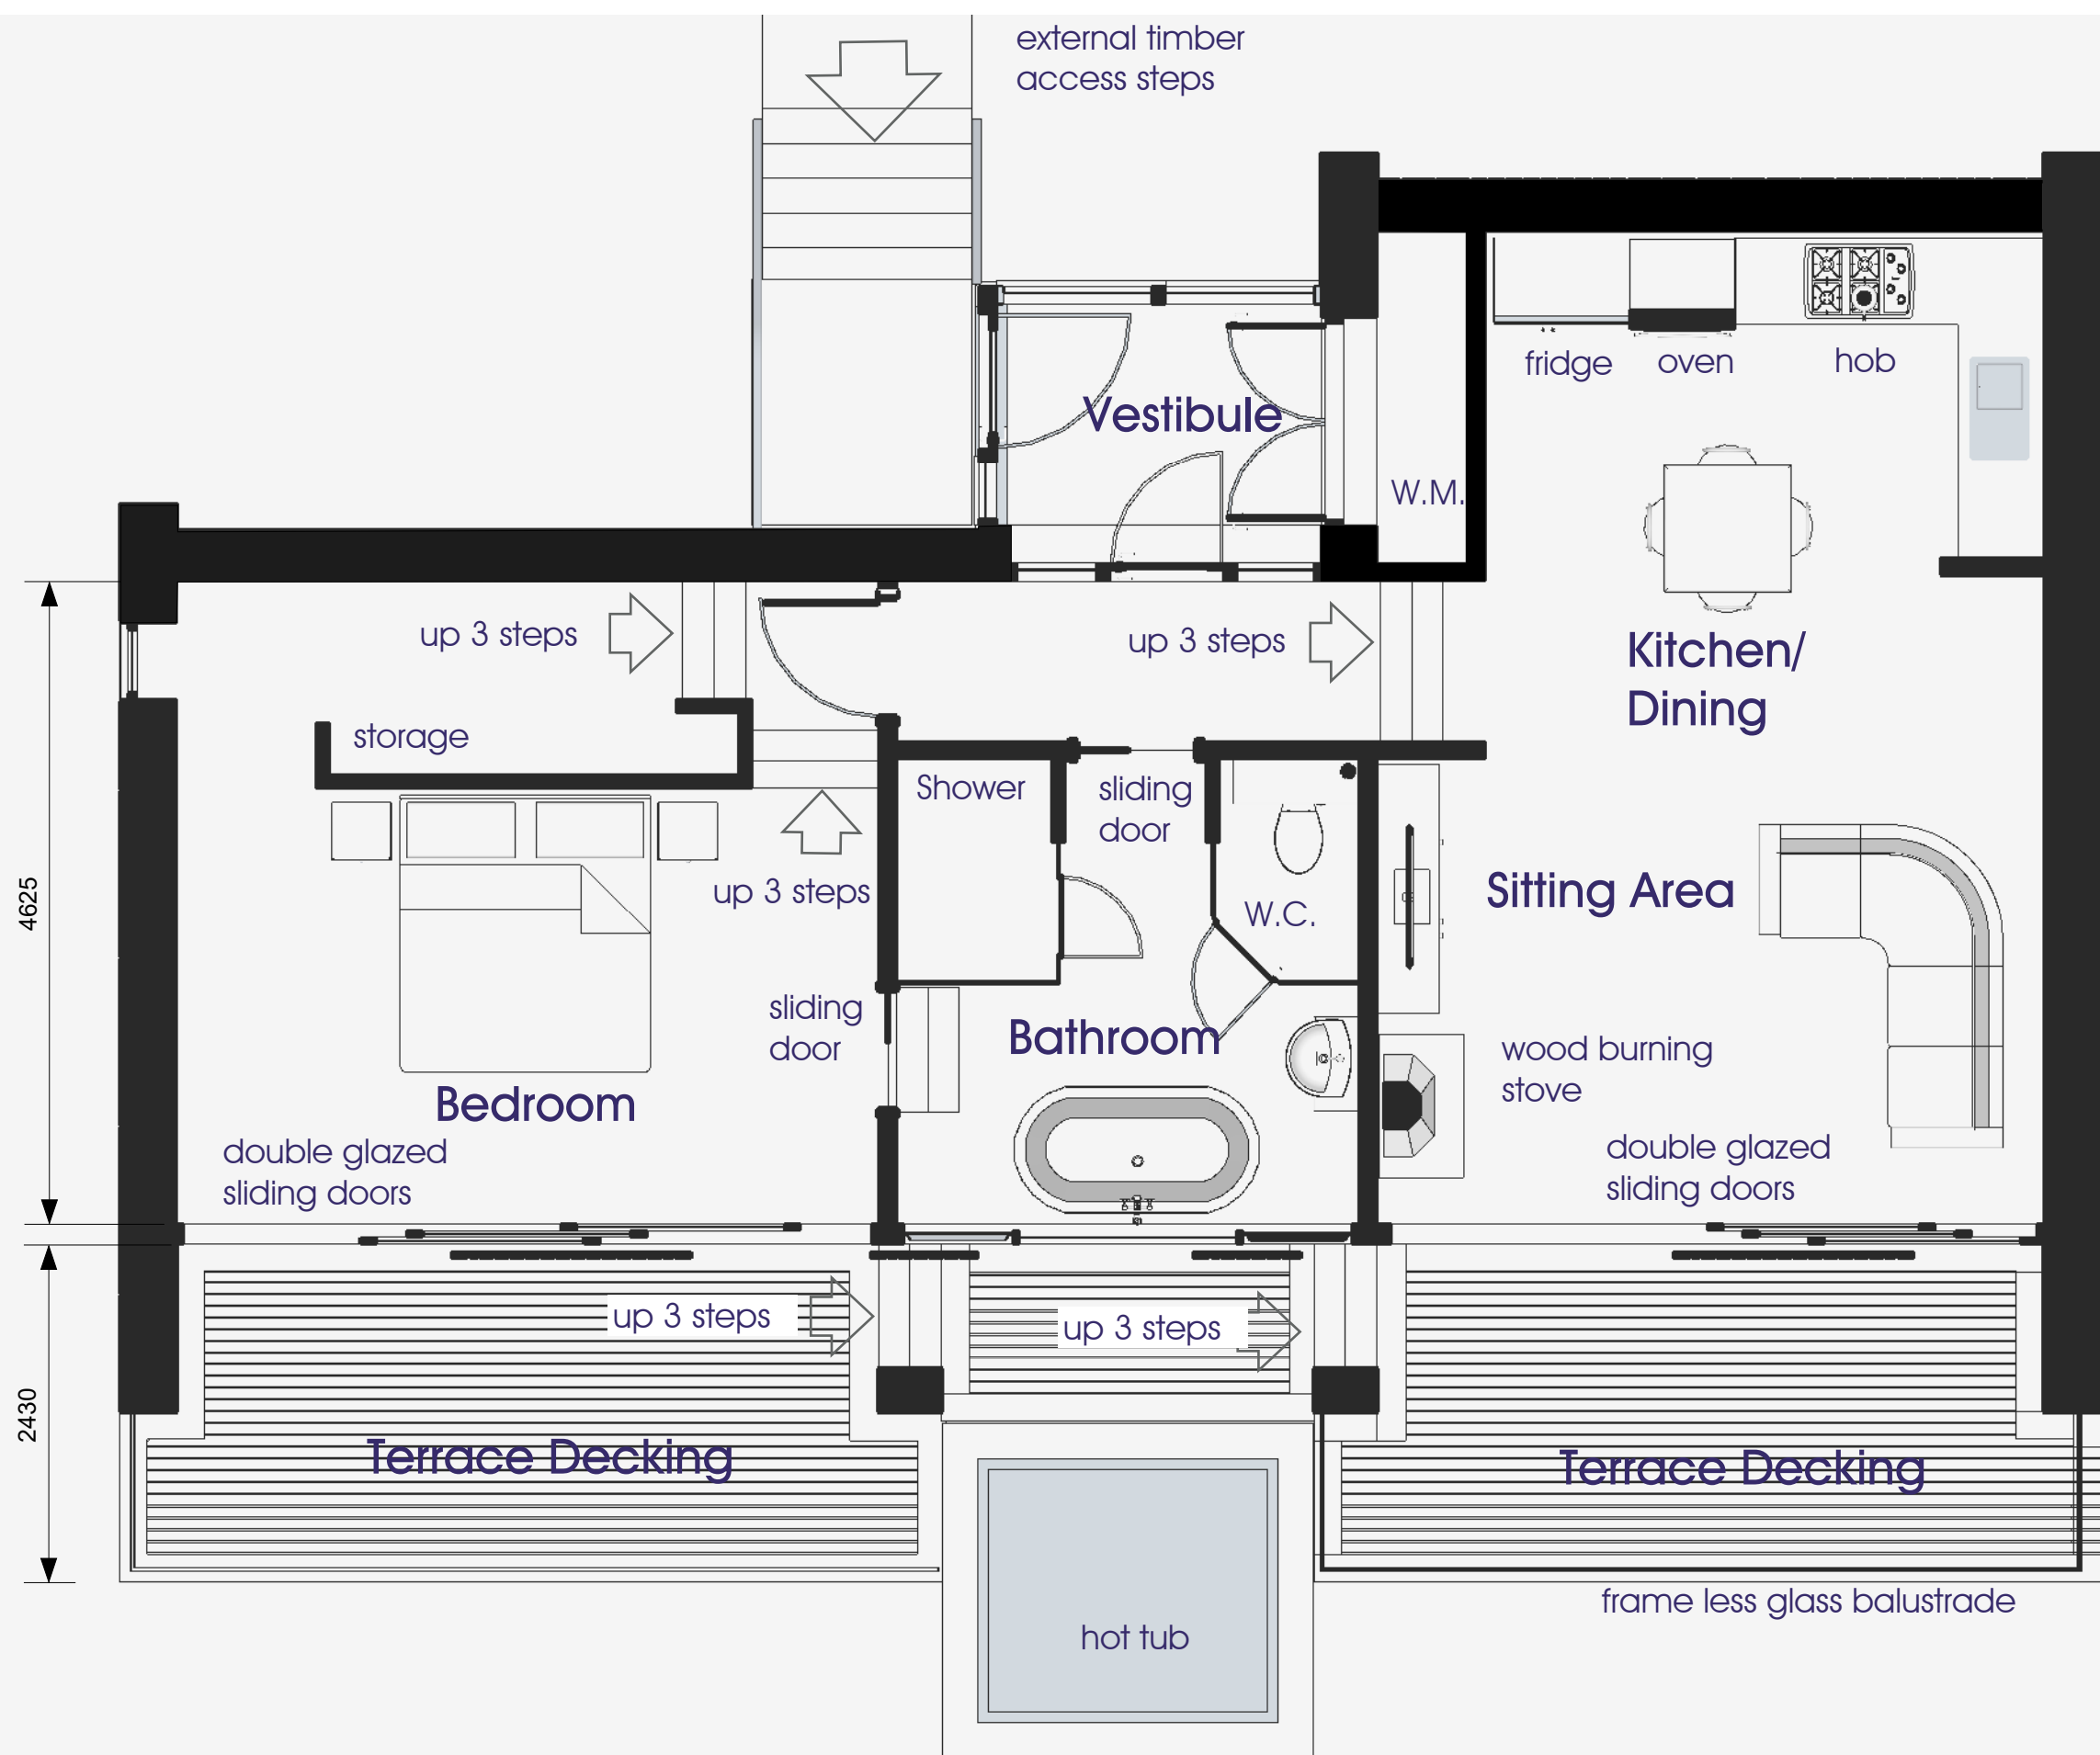 external timber
access steps
fridge
oven
hob
Vestibule
W.M.
up 3 steps
up 3 steps
Kitchen/
Dining
storage
Shower
sliding
door
up 3 steps
W.C.
Sitting Area
4625
sliding
door
Bathroom
wood burning
stove
Bedroom
double glazed
sliding doors
double glazed
sliding doors
up 3 steps
up 3 steps
2430
Terrace Decking
Terrace Decking
frame less glass balustrade
hot tub